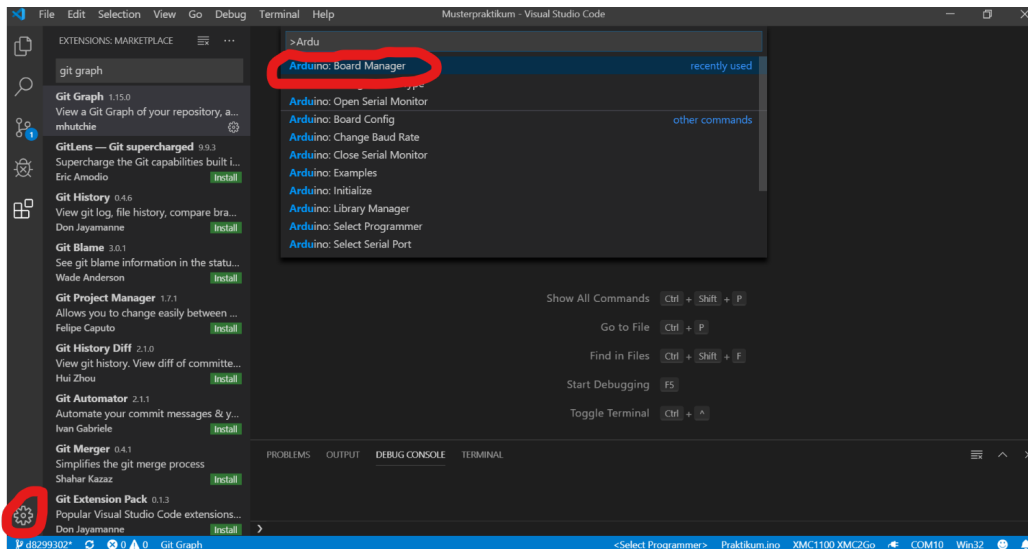 File Edit Selection View Go Debug Terminal Help
Musterpraktikum - Visual Studio Code
EXTENSIONS: MARKETPLACE
git graph
Git Graph 1.15.0
View a Git Graph of your repository, a...
mhutchie
GitLens — Git supercharged 9.9.3
Supercharge the Git capabilities built i...
Eric Amodio Install
Git History 0.4.6
View git log, file history, compare bra...
Don Jayamanne Install
Git Blame 3.0.1
See git blame information in the statu...
Wade Anderson Install
Git Project Manager 1.7.1
Allows you to change easily between ...
Felipe Caputo Install
Git History Diff 2.1.0
View git history. View diff of committe...
Hui Zhou Install
Git Automator 2.1.1
Automate your commit messages & y...
Ivan Gabriele Install
Git Merger 0.4.1
Simplifies the git merge process
Shahar Kazaz Install
Git Extension Pack 0.1.3
Popular Visual Studio Code extensions...
Don Jayamanne Install
1
>Ardu
Arduino: Board Manager recently used
Arduino: Open Serial Monitor
Arduino: Board Config other commands
Arduino: Change Baud Rate
Arduino: Close Serial Monitor
Arduino: Examples
Arduino: Initialize
Arduino: Library Manager
Arduino: Select Programmer
Arduino: Select Serial Port
Show All Commands Ctrl + Shift + P
Go to File Ctrl + P
Find in Files Ctrl + Shift + F
Start Debugging F5
Toggle Terminal Ctrl + ^
PROBLEMS OUTPUT DEBUG CONSOLE TERMINAL
d8299302* 0 0 Git Graph
<Select Programmer> Praktikum.ino XMC1100 XMC2Go COM10 Win32